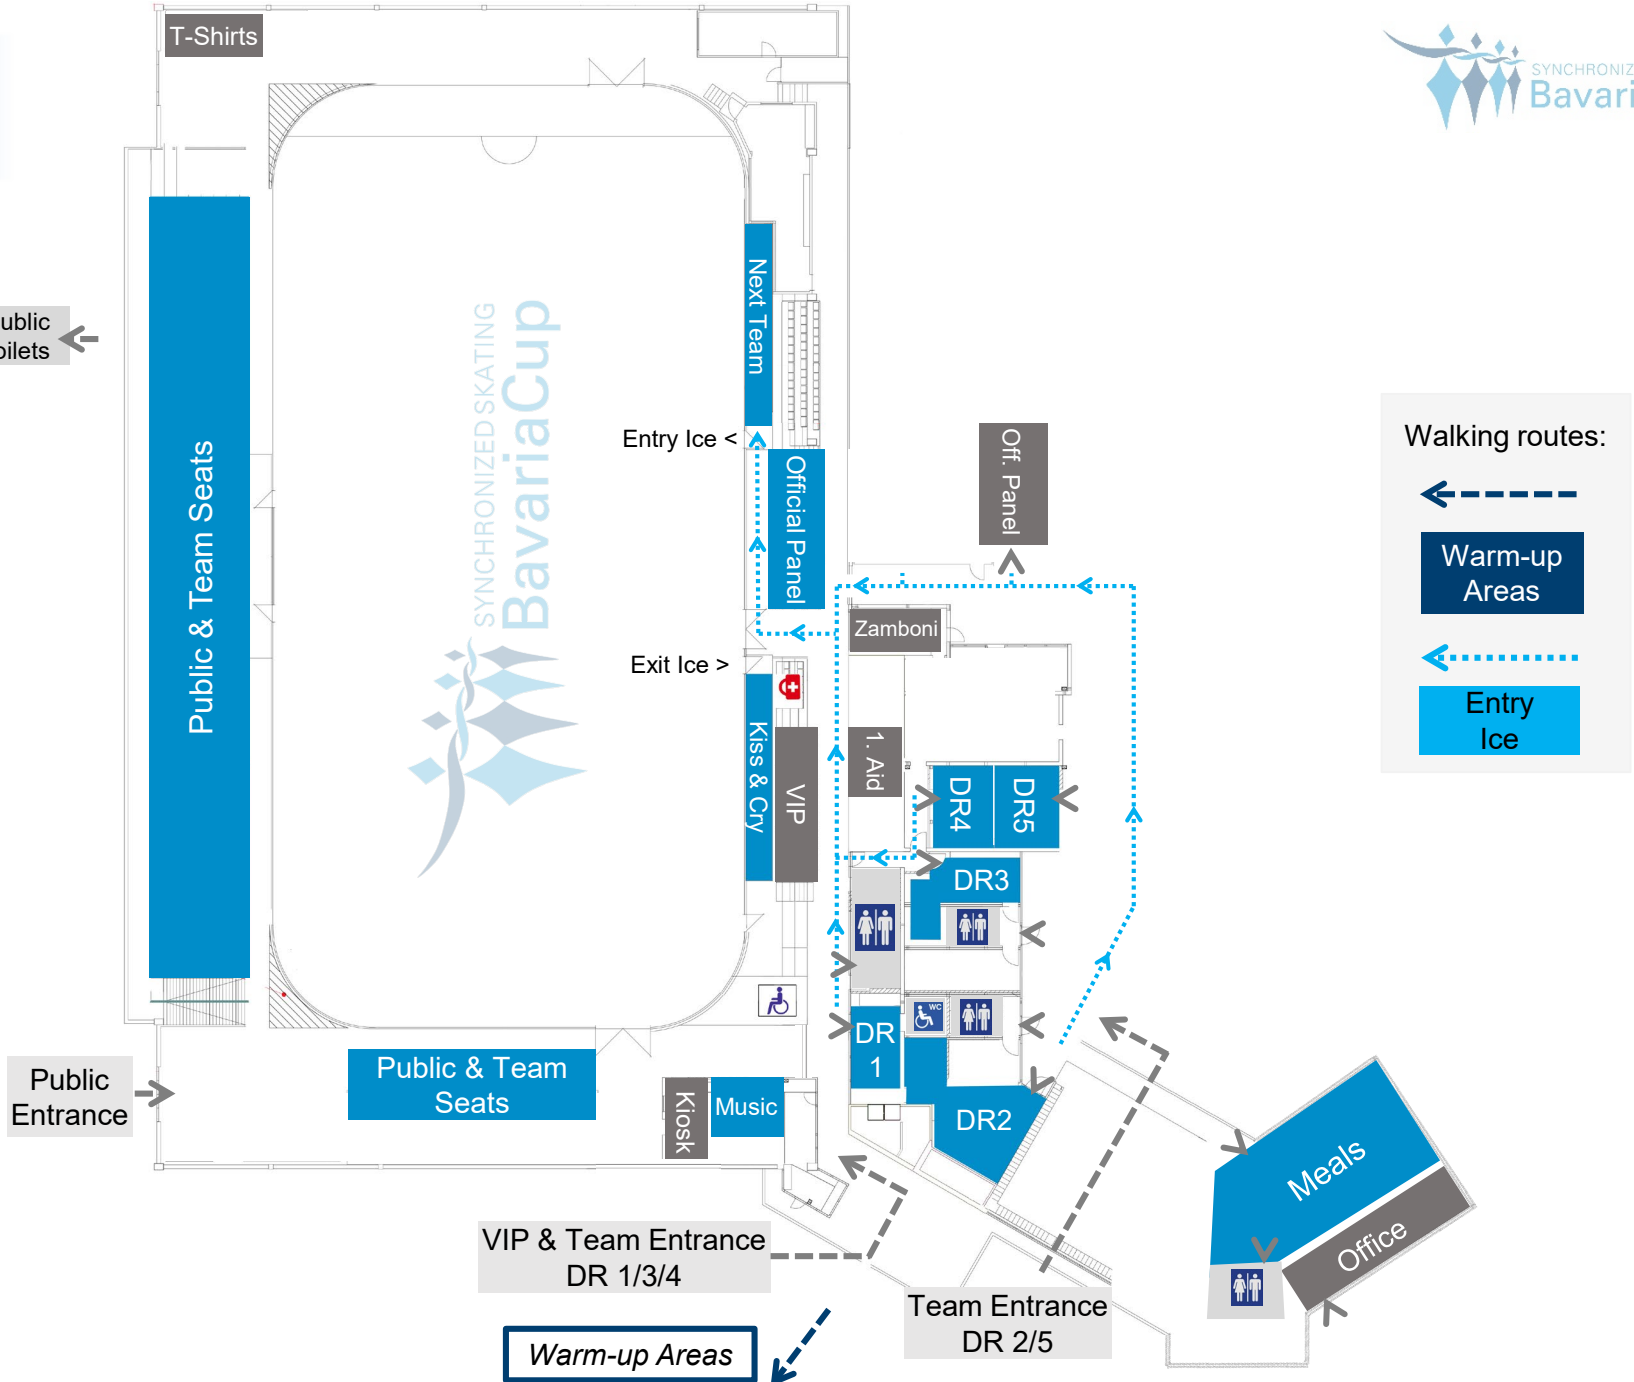 T-Shirts
SYNCHRONIZ
Bavari
Public & Team Seats
SYNCHRONIZED SKATING
BavariaCup
Next Team
Entry Ice <
Official Panel
Off. Panel
Walking routes:
Warm-up
Areas
Entry
Ice
Zamboni
Exit Ice >
Kiss & Cry
VIP
1. Aid
DR4
DR5
DR3
WC
DR
1
DR2
Public
Entrance
Public & Team
Seats
Kiosk
Music
Meals
Office
VIP & Team Entrance
DR 1/3/4
Team Entrance
DR 2/5
Warm-up Areas